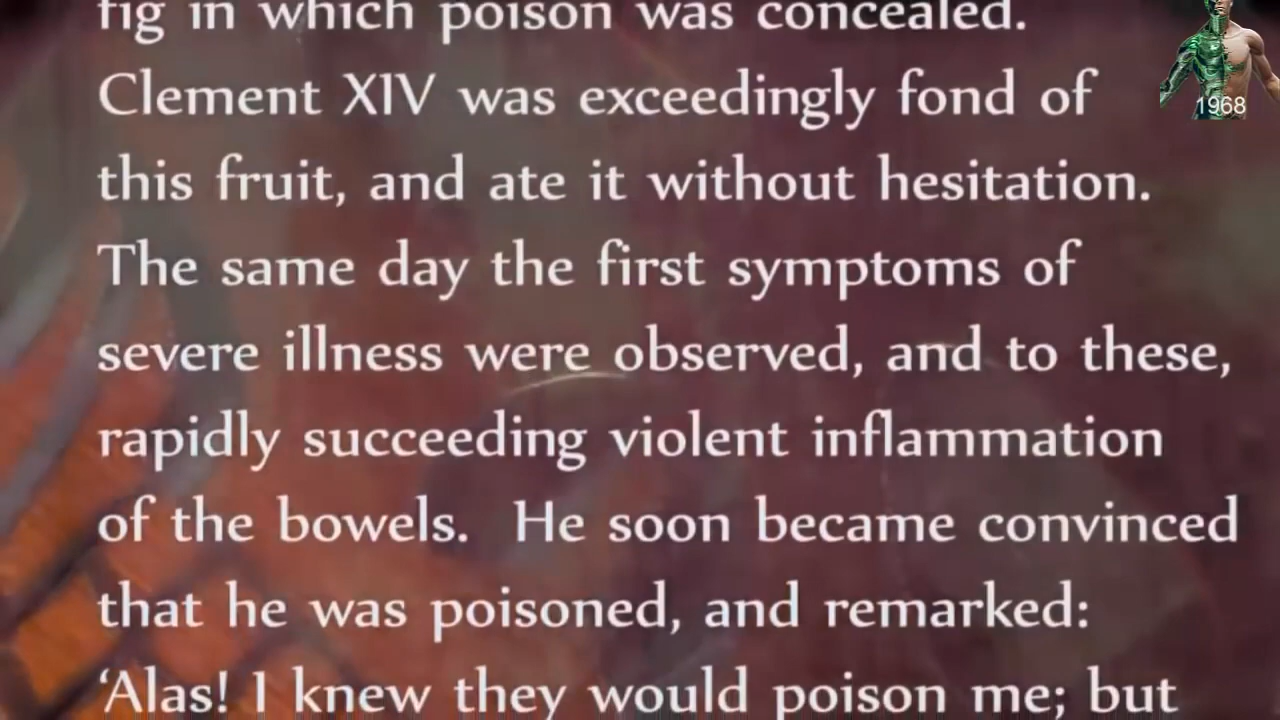 fig in which poison was concealed.
Clement XIV was exceedingly fond of
this fruit, and ate it without hesitation.
The same day the first symptoms of
severe illness were observed, and to these,
rapidly succeeding violent inflammation
of the bowels.  He soon became convinced
that he was poisoned, and remarked:
‘Alas! I knew they would poison me; but
1968